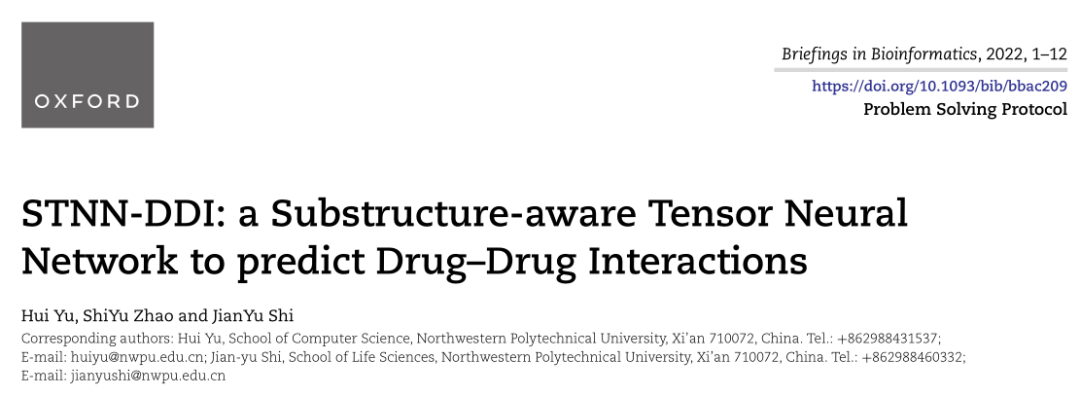 OXFORD
Briefings in Bioinformatics, 2022, 1–12
https://doi.org/10.1093/bib/bbac209
Problem Solving Protocol
STNN-DDI: a Substructure-aware Tensor Neural
Network to predict Drug–Drug Interactions
Hui Yu, ShiYu Zhao and JianYu Shi
Corresponding authors: Hui Yu, School of Computer Science, Northwestern Polytechnical University, Xi’an 710072, China. Tel.: +862988431537;
E-mail: huiyu@nwpu.edu.cn; Jian-yu Shi, School of Life Sciences, Northwestern Polytechnical University, Xi’an 710072, China. Tel.: +862988460332;
E-mail: jianyushi@nwpu.edu.cn